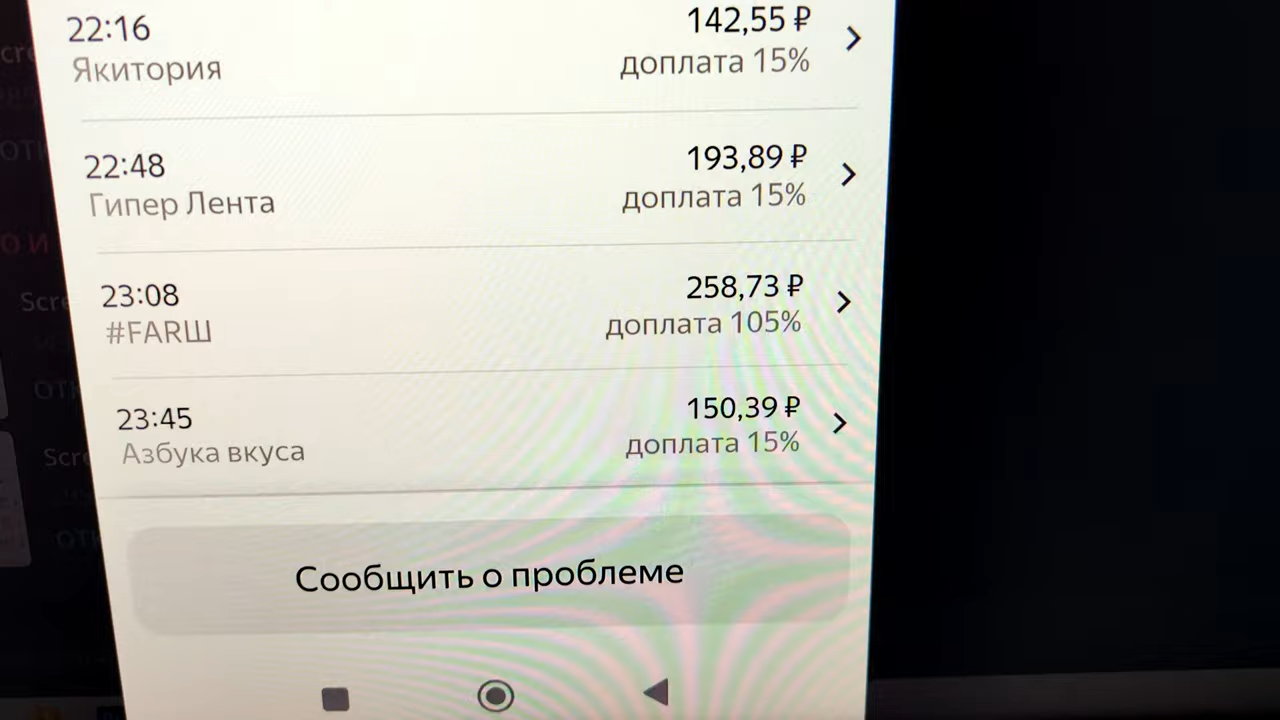 22:16
142,55 ₽
Якитория
доплата 15%
22:48
193,89 ₽
Гипер Лента
доплата 15%
23:08
258,73 ₽
#FARШ
доплата 105%
23:45
150,39 ₽
Азбука вкуса
доплата 15%
Сообщить о проблеме